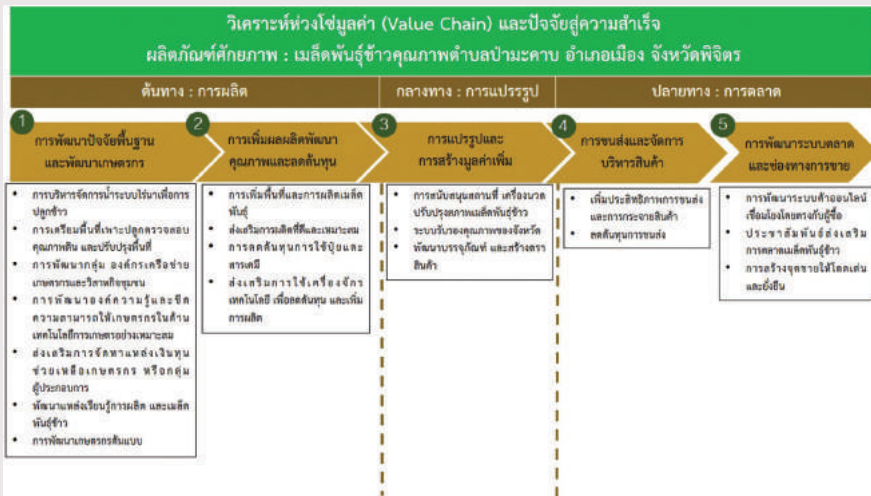 วิเคราะห์ห่วงโซ่มูลค่า (Value Chain) และปัจจัยสู่ความสำเร็จ
ผลิตภัณฑ์ศักยภาพ : เมล็ดพันธุ์ข้าวคุณภาพตำบลป่ามะคาบ อำเภอเมือง จังหวัดพิจิตร
ต้นทาง : การผลิต
กลางทาง : การแปรรูป
ปลายทาง : การตลาด
1
การพัฒนาปัจจัยพื้นฐาน
และพัฒนาเกษตรกร
2
การเพิ่มผลผลิตพัฒนา
คุณภาพและลดต้นทุน
3
การแปรรูปและ
การสร้างมูลค่าเพิ่ม
4
การขนส่งและจัดการ
บริหารสินค้า
5
การพัฒนาระบบตลาด
และช่องทางการขาย
• การบริหารจัดการน้ำระบบไร่นาเพื่อการ
ปลูกข้าว
• การเตรียมพื้นที่เพาะปลูกตรวจสอบ
คุณภาพดิน และปรับปรุงพื้นที่
• การพัฒนากลุ่ม องค์กรเครือข่าย
เกษตรกรและวิสาหกิจชุมชน
• การพัฒนาองค์ความรู้และขีด
ความสามารถให้เกษตรกรในด้าน
เทคโนโลยีการเกษตรอย่างเหมาะสม
• ส่งเสริมการจัดหาแหล่งเงินทุน
ช่วยเหลือเกษตรกร หรือกลุ่ม
ผู้ประกอบการ
• พัฒนาแหล่งเรียนรู้การผลิต และเมล็ด
พันธุ์ข้าว
• การพัฒนาเกษตรกรต้นแบบ
• การเพิ่มพื้นที่และการผลิตเมล็ด
พันธุ์
• ส่งเสริมการผลิตที่ดีและเหมาะสม
• การลดต้นทุนการใช้ปุ๋ยและ
สารเคมี
• ส่งเสริมการใช้เครื่องจักร
เทคโนโลยี เพื่อลดต้นทุน และเพิ่ม
การผลิต
• การสนับสนุนสถานที่ เครื่องนวด
ปรับปรุงสภาพเมล็ดพันธุ์ข้าว
• ระบบรับรองคุณภาพของจังหวัด
• พัฒนาบรรจุภัณฑ์ และสร้างตรา
สินค้า
• เพิ่มประสิทธิภาพการขนส่ง
และการกระจายสินค้า
• ลดต้นทุนการขนส่ง
• การพัฒนาระบบค้าออนไลน์
เชื่อมโยงโดยตรงกับผู้ซื้อ
• ประชาสัมพันธ์ส่งเสริม
การตลาดเมล็ดพันธุ์ข้าว
• การสร้างจุดขายให้โดดเด่น
และยั่งยืน